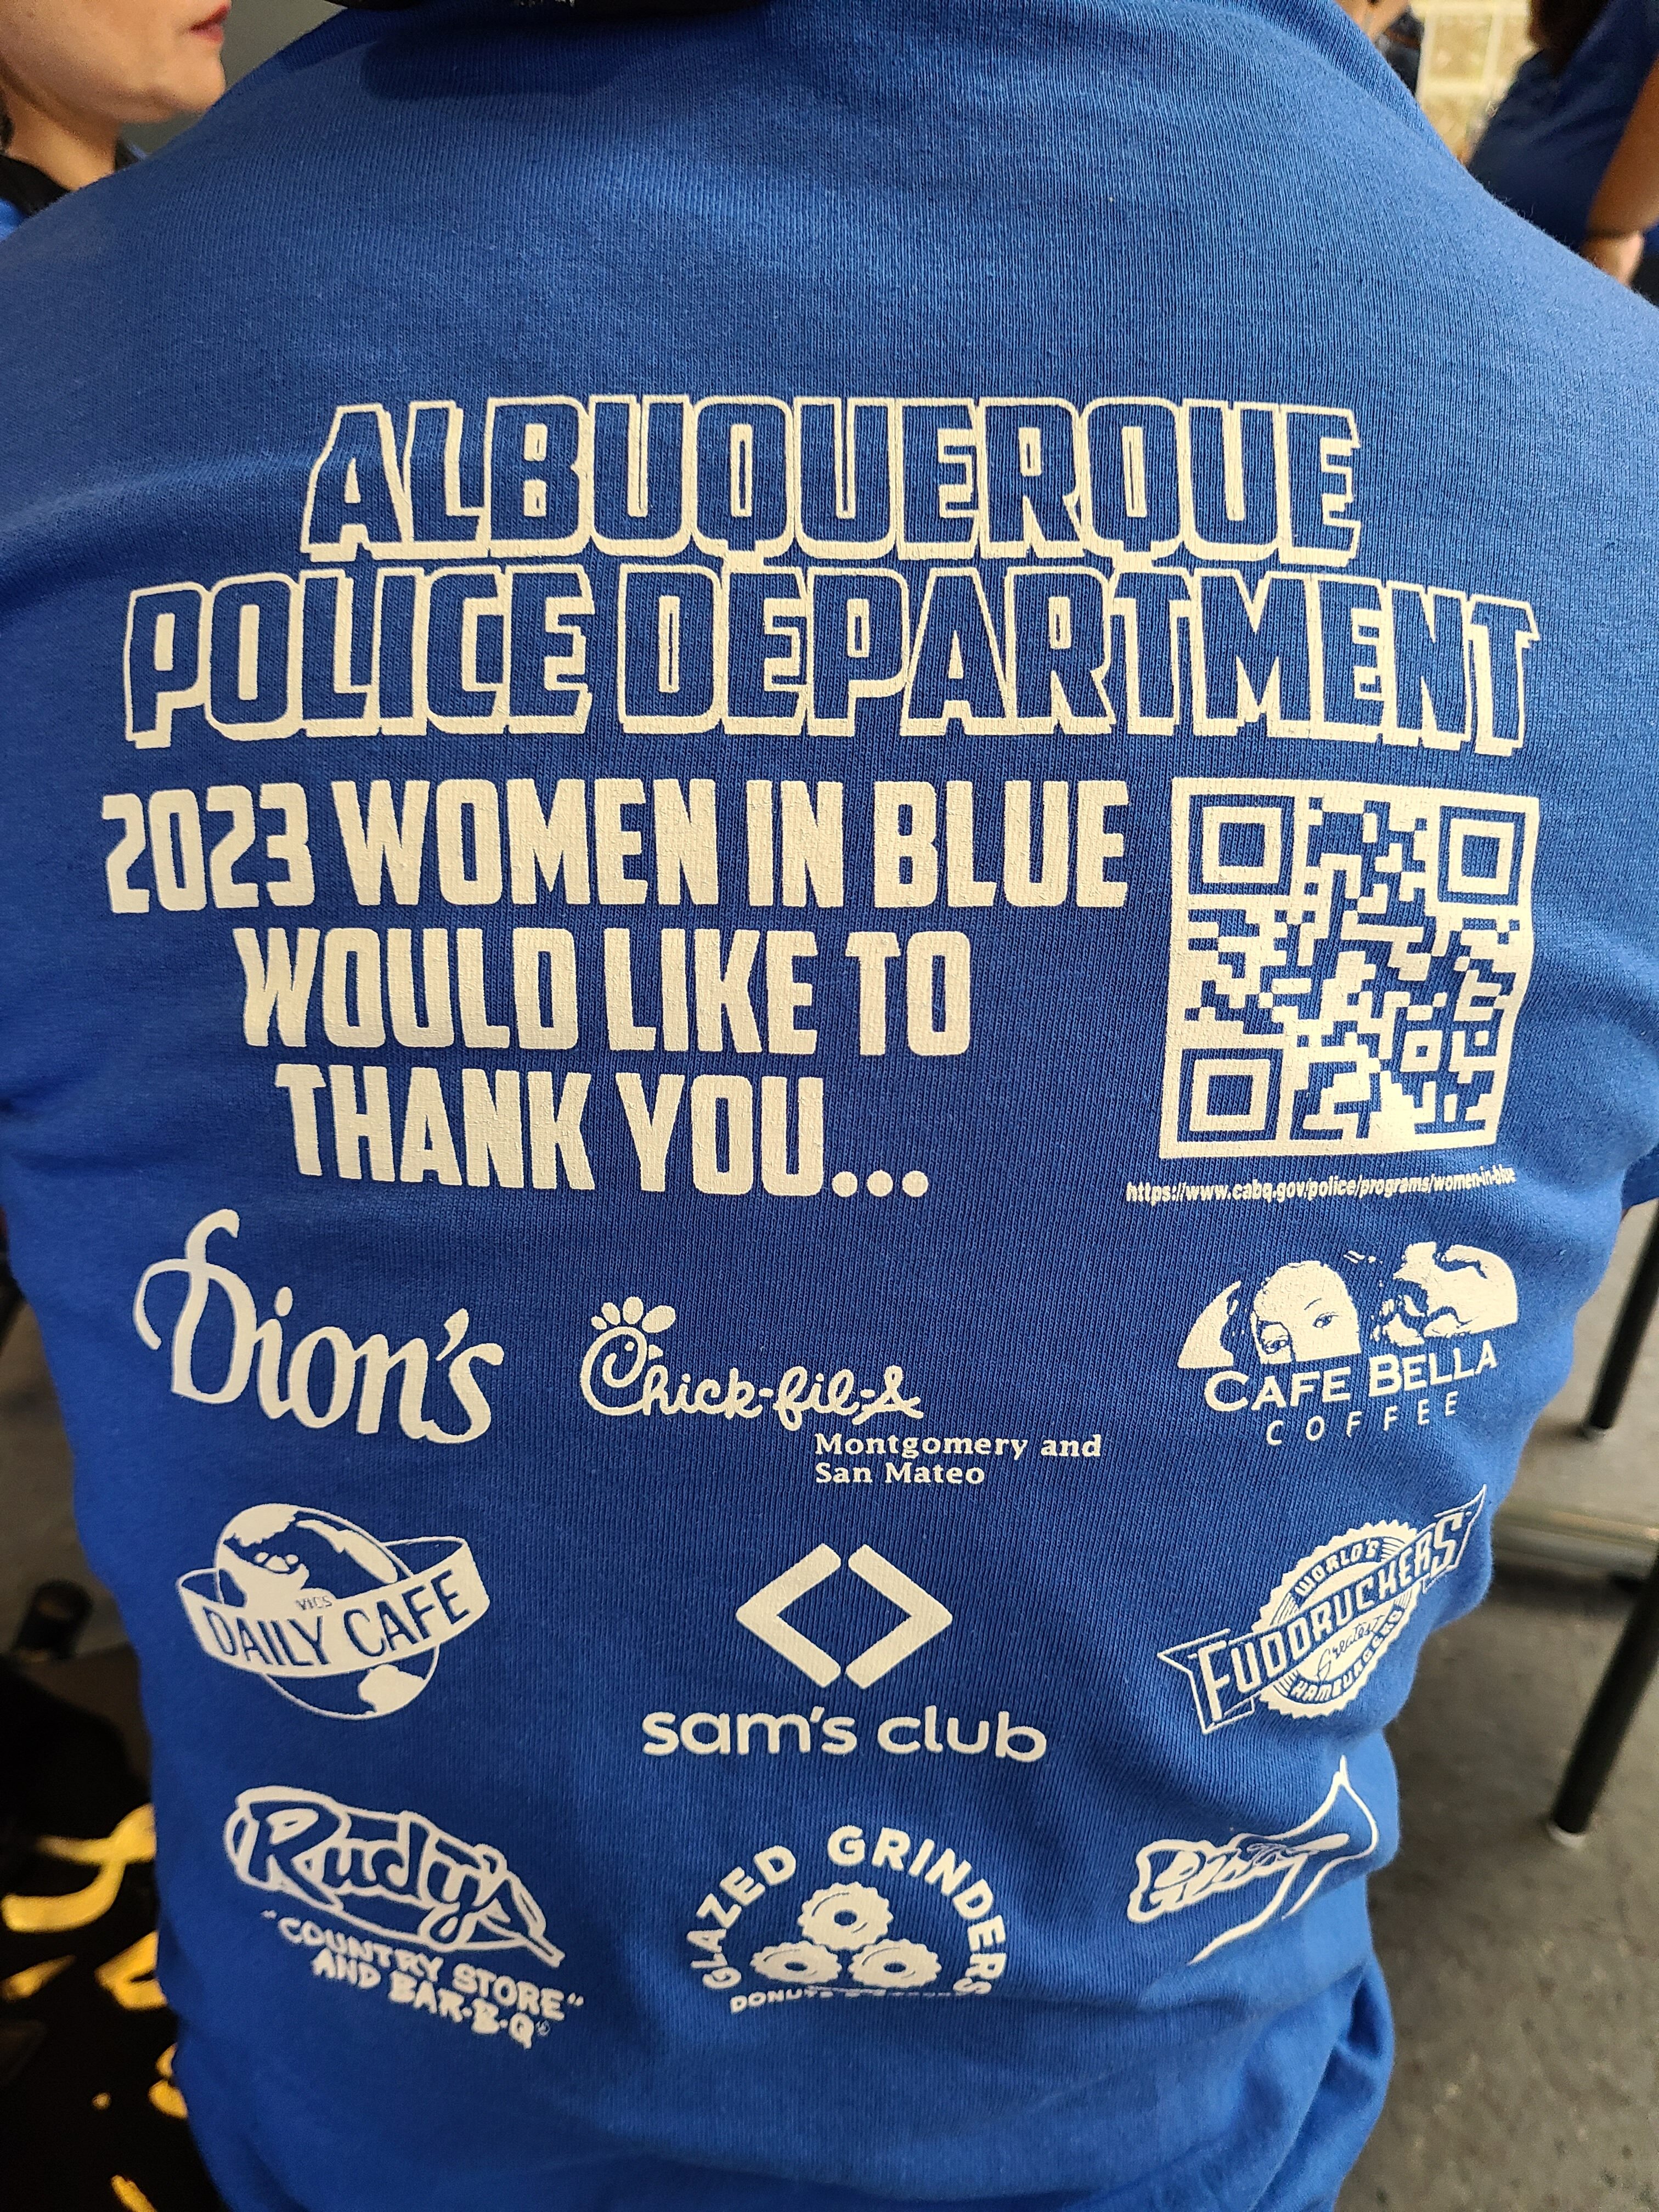 ALBUQUERQUE
POLICE DEPARTMENT
2023 WOMEN IN BLUE
WOULD LIKE TO
THANK YOU...
https://www.cabq.gov/police/programs/women-in-blue
Dion's
Chick-fil-A
Montgomery and
San Mateo
CAFE BELLA
COFFEE
VICS
DAILY CAFE
sam's club
WORLD'S
FUDDRUCKERS
Greatest
HAMBURGERS
Rudy's
"COUNTRY STORE"
AND BAR-B-Q
GLAZED GRINDERS
DONUTS